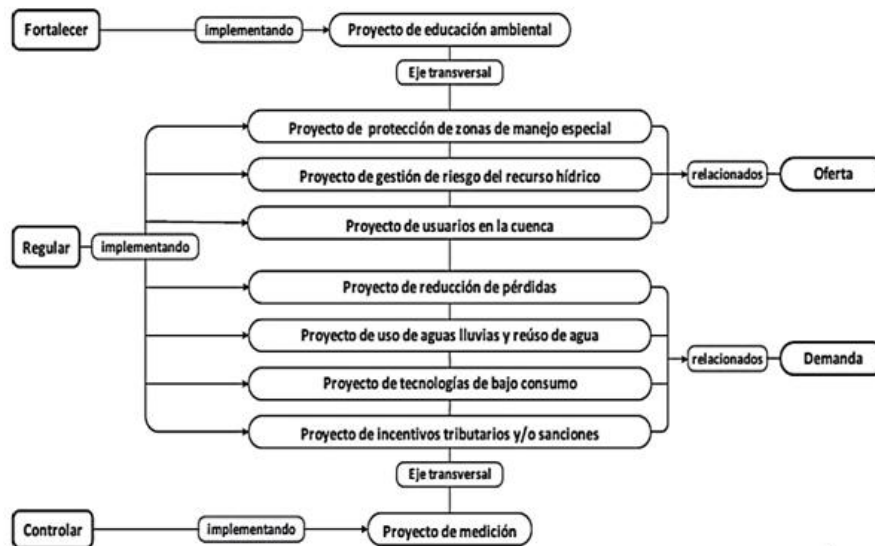 Fortalecer
implementando
Proyecto de educación ambiental
Eje transversal
Proyecto de protección de zonas de manejo especial
Proyecto de gestión de riesgo del recurso hídrico
relacionados
Oferta
Proyecto de usuarios en la cuenca
Regular
implementando
Proyecto de reducción de pérdidas
Proyecto de uso de aguas lluvias y reúso de agua
relacionados
Demanda
Proyecto de tecnologías de bajo consumo
Proyecto de incentivos tributarios y/o sanciones
Eje transversal
Controlar
implementando
Proyecto de medición